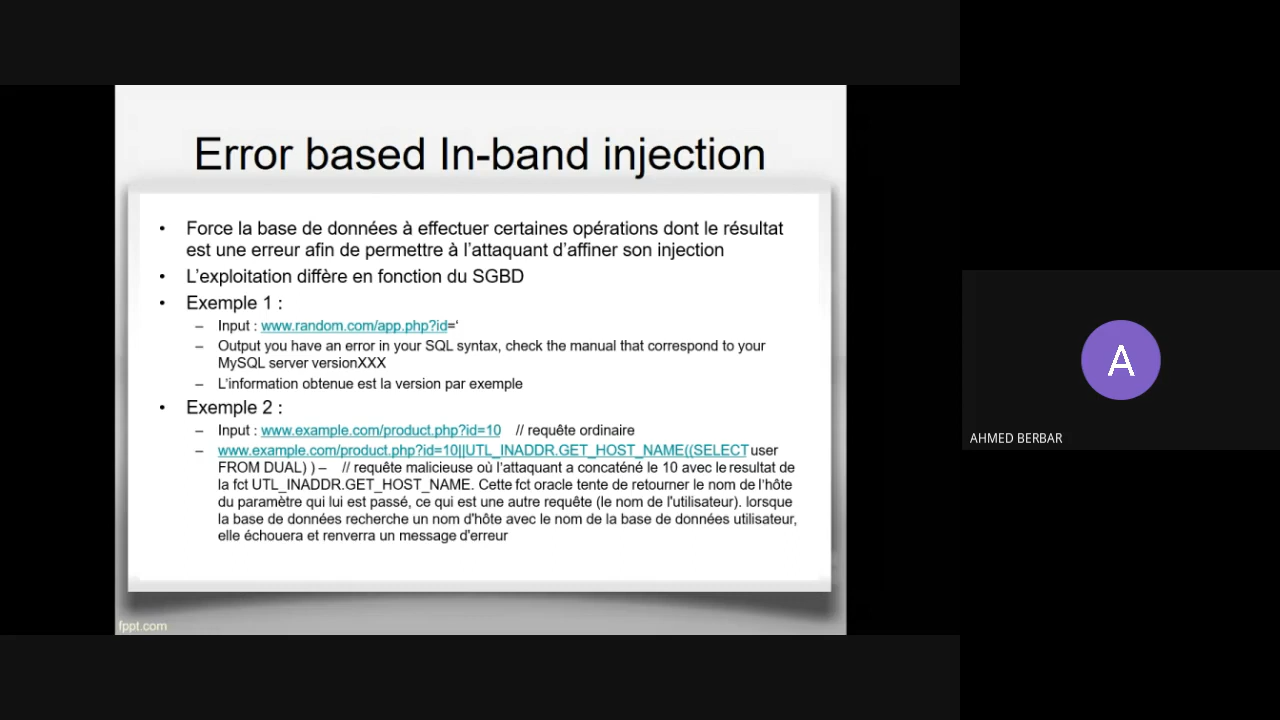 Error based In-band injection
• Force la base de données à effectuer certaines opérations dont le résultat
est une erreur afin de permettre à l'attaquant d'affiner son injection
• L'exploitation diffère en fonction du SGBD
• Exemple 1 :
– Input : www.random.com/app.php?id=‘
– Output you have an error in your SQL syntax, check the manual that correspond to your
MySQL server versionXXX
– L'information obtenue est la version par exemple
• Exemple 2 :
– Input : www.example.com/product.php?id=10 // requête ordinaire
– www.example.com/product.php?id=10||UTL_INADDR.GET_HOST_NAME((SELECT user
FROM DUAL) ) – // requête malicieuse où l'attaquant a concaténé le 10 avec le resultat de
la fct UTL_INADDR.GET_HOST_NAME. Cette fct oracle tente de retourner le nom de l'hôte
du paramètre qui lui est passé, ce qui est une autre requête (le nom de l'utilisateur). lorsque
la base de données recherche un nom d'hôte avec le nom de la base de données utilisateur,
elle échouera et renverra un message d'erreur
fppt.com
A
AHMED BERBAR